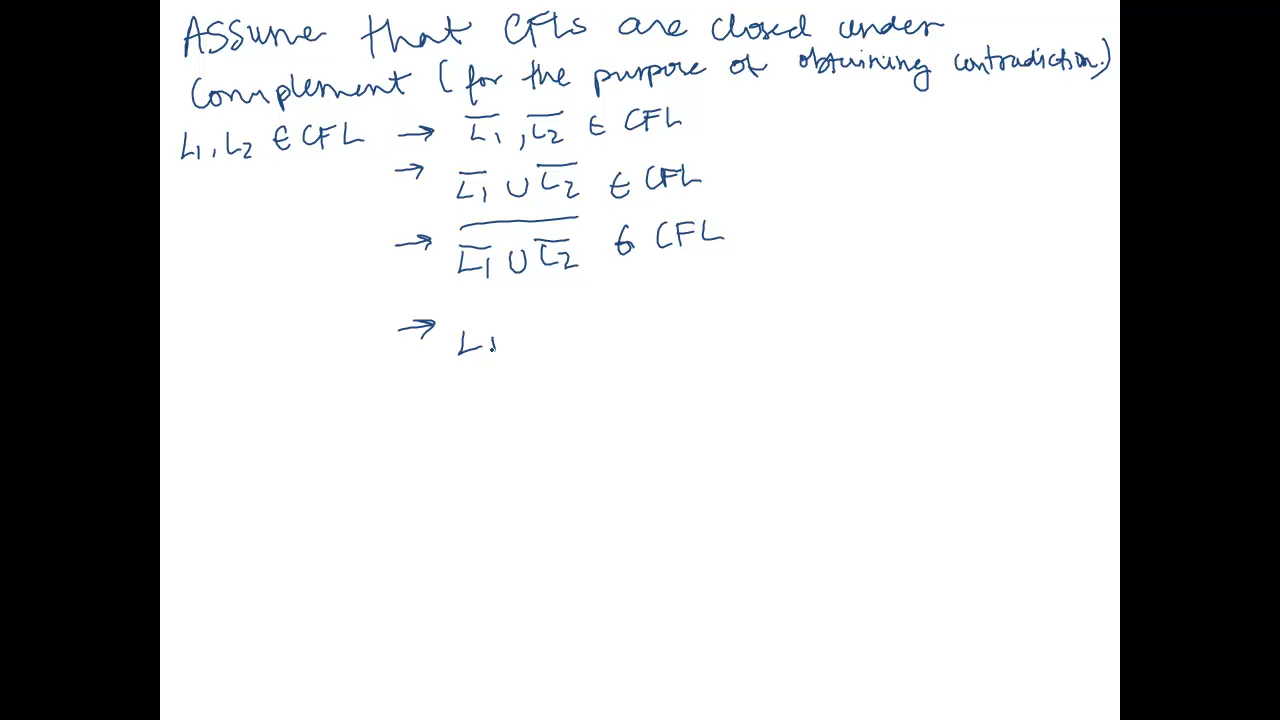 Assume that CFLs are closed under
complement (for the purpose of obtaining contradiction.)
L₁, L₂ ∈ CFL → L̅₁, L̅₂ ∈ CFL
→ L̅₁ ∪ L̅₂ ∈ CFL
→ \overline{L̅₁ ∪ L̅₂} ∈ CFL
→ L₁